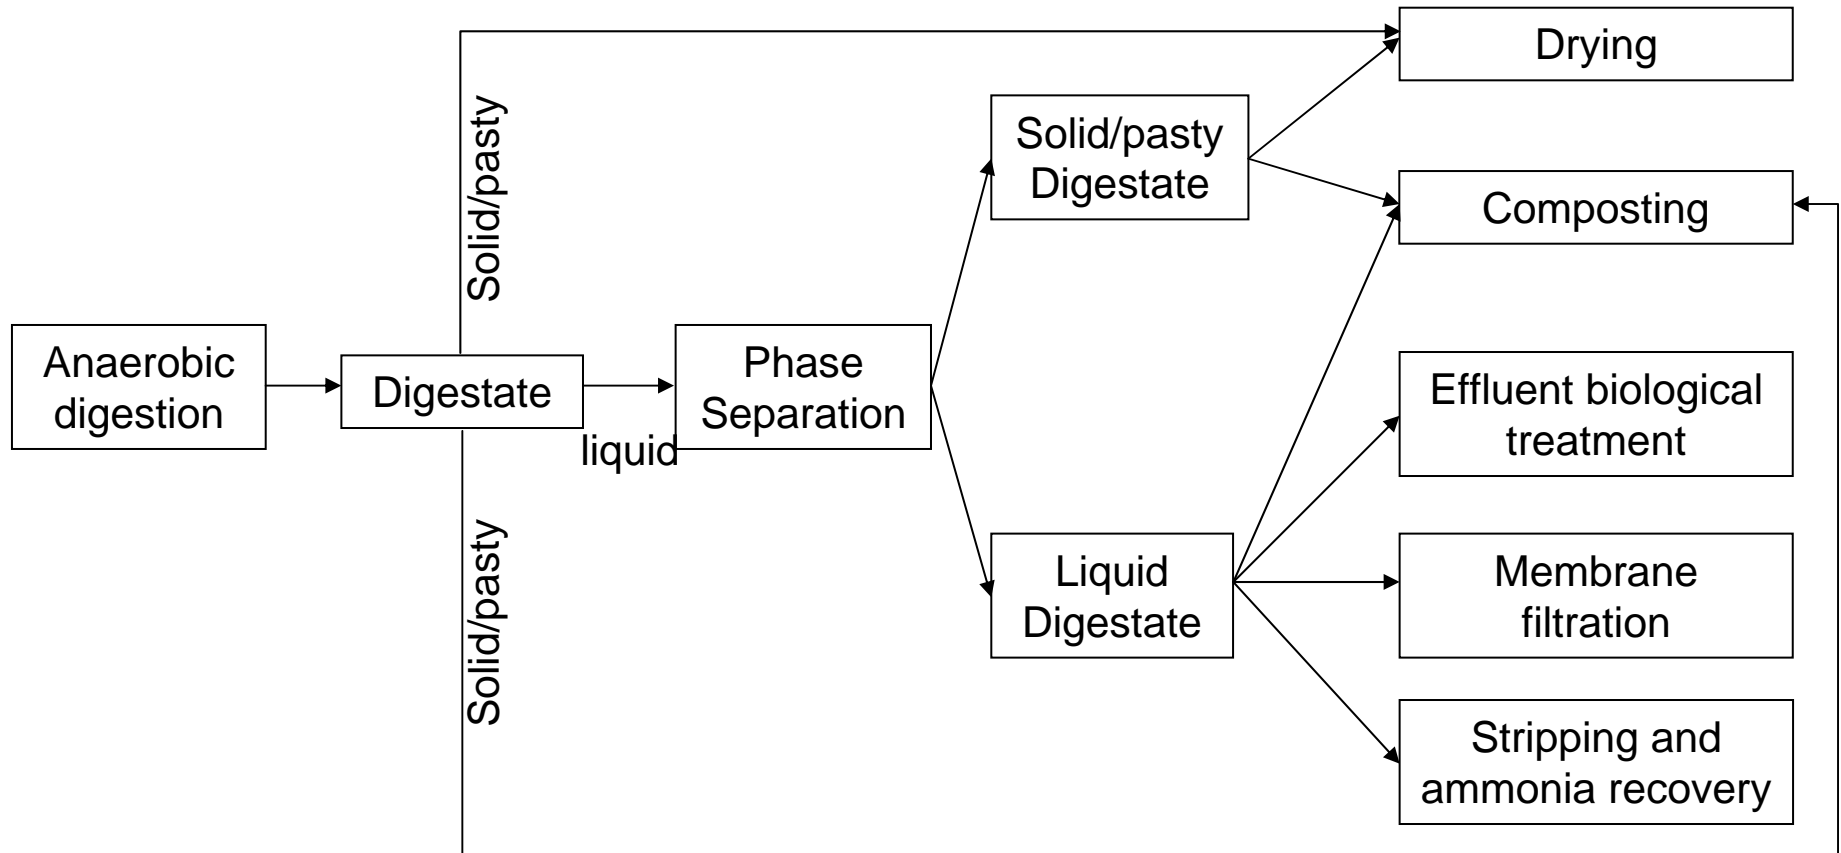 Drying
Solid/pasty
Solid/pasty
Digestate
Composting
Anaerobic
digestion
Digestate
liquid
Phase
Separation
Effluent biological
treatment
Solid/pasty
Liquid
Digestate
Membrane
filtration
Stripping and
ammonia recovery